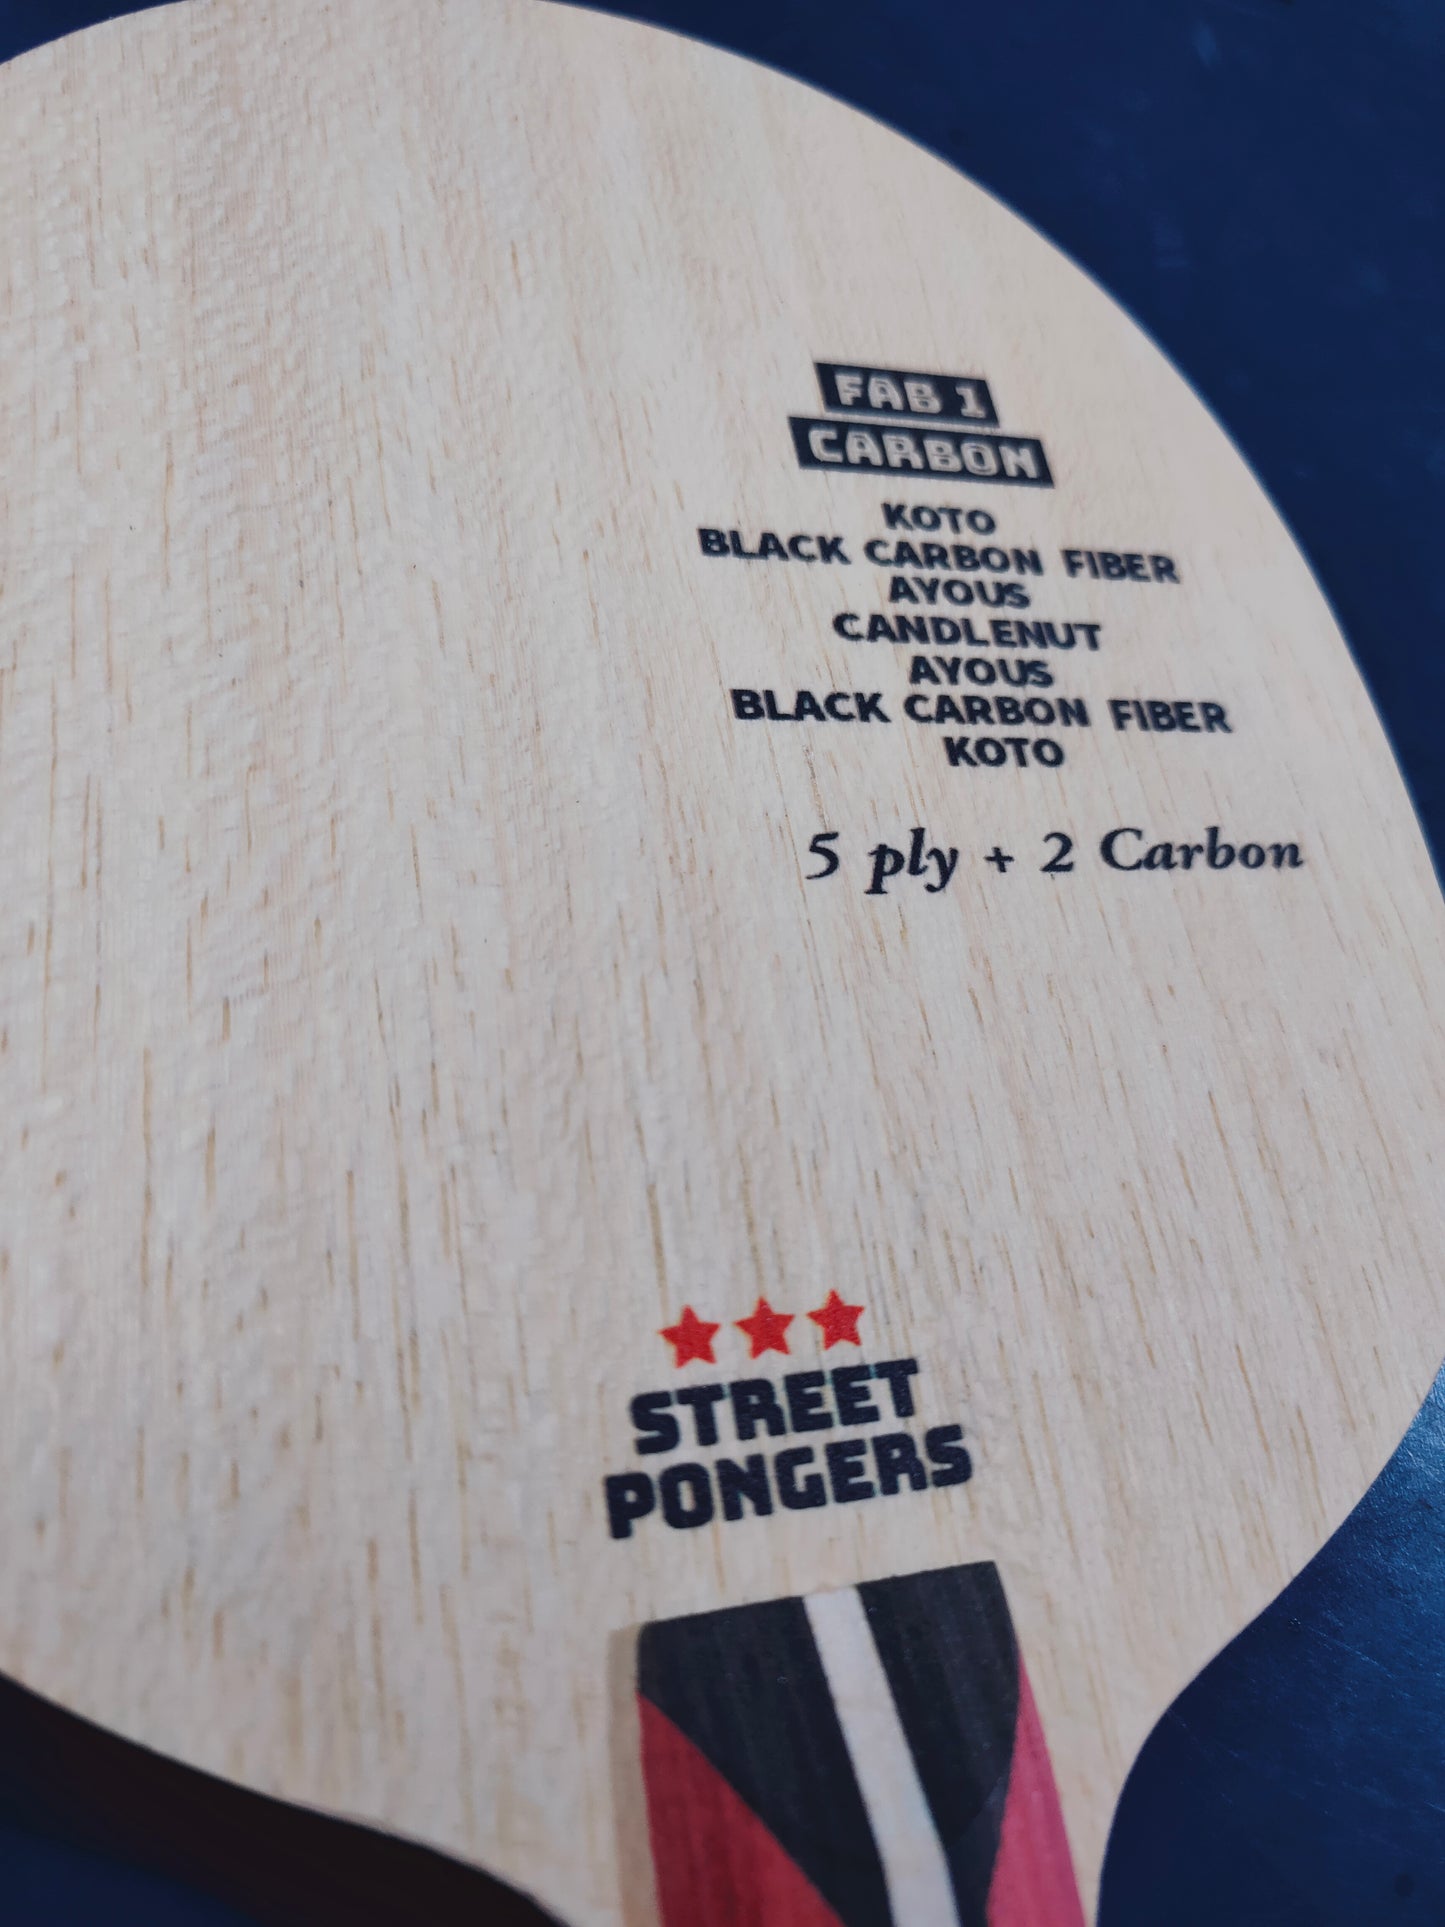 FAB 1
CARBON
KOTO
BLACK CARBON FIBER
AYOUS
CANDLENUT
AYOUS
BLACK CARBON FIBER
KOTO
5 ply + 2 Carbon
STREET
PONGERS